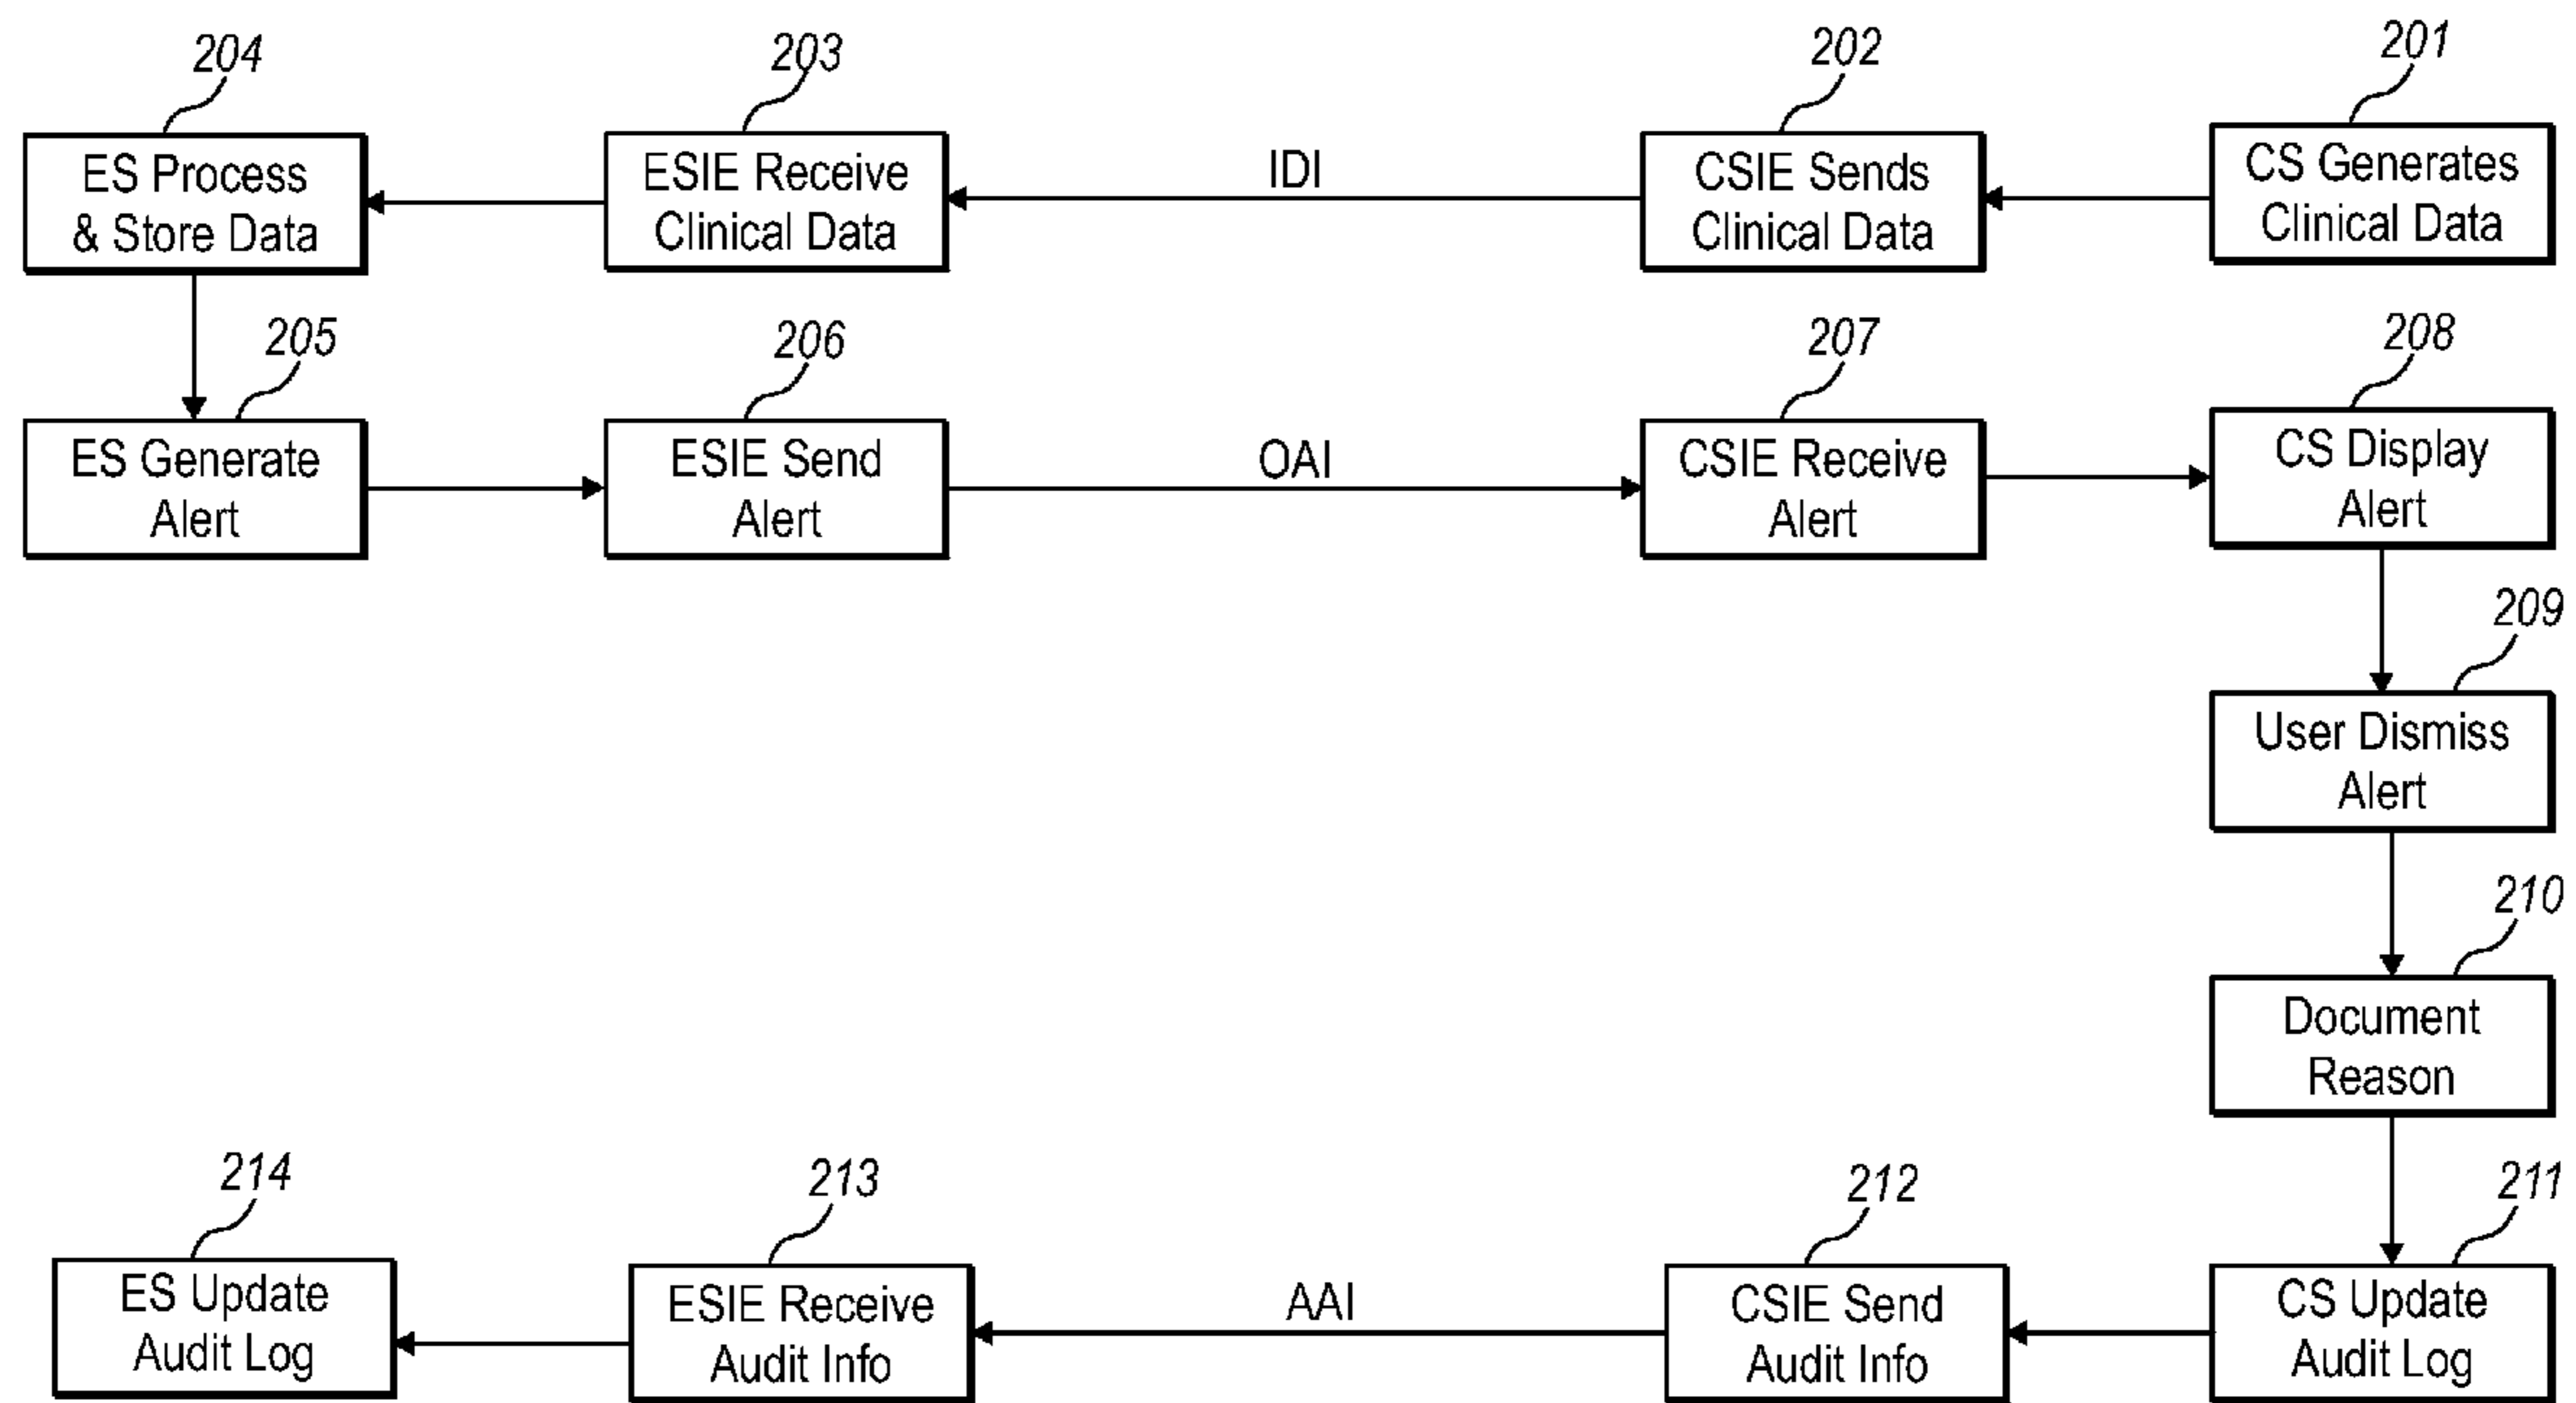 204
203
202
201
ES Process
& Store Data
ESIE Receive
Clinical Data
IDI
CSIE Sends
Clinical Data
CS Generates
Clinical Data
205
206
207
208
ES Generate
Alert
ESIE Send
Alert
OAI
CSIE Receive
Alert
CS Display
Alert
209
User Dismiss
Alert
210
Document
Reason
214
213
212
211
ES Update
Audit Log
ESIE Receive
Audit Info
AAI
CSIE Send
Audit Info
CS Update
Audit Log